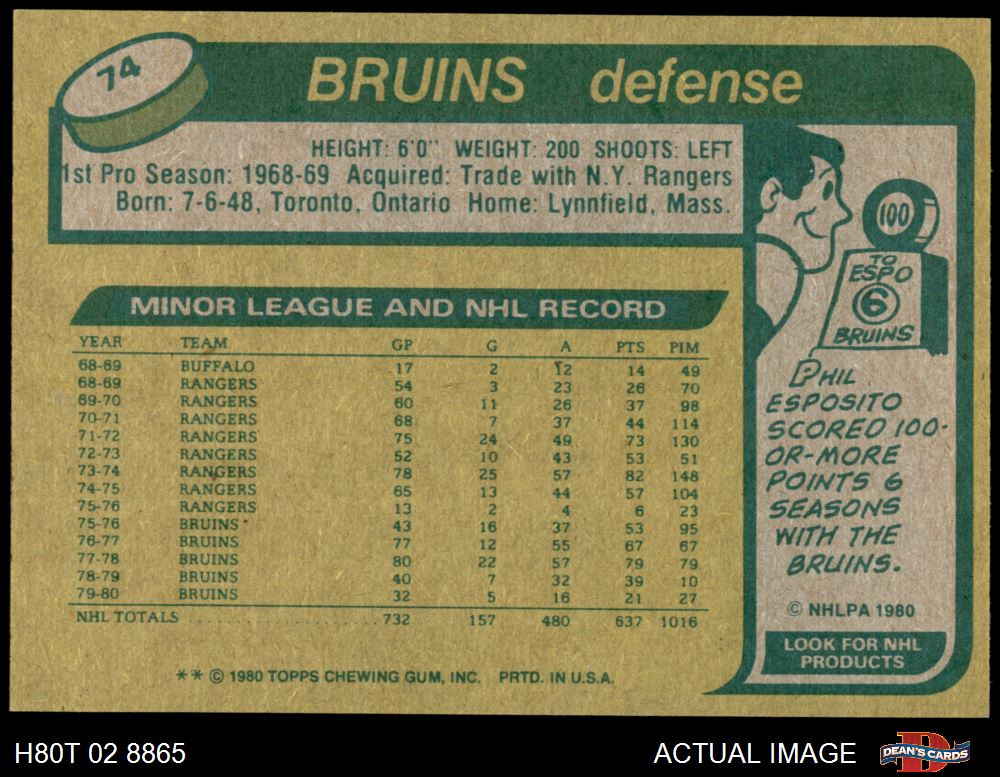 74
BRUINS defense
HEIGHT: 6'0" WEIGHT: 200 SHOOTS: LEFT
1st Pro Season: 1968-69 Acquired: Trade with N.Y. Rangers
Born: 7-6-48, Toronto, Ontario Home: Lynnfield, Mass.
MINOR LEAGUE AND NHL RECORD
YEAR TEAM GP G A PTS PIM
68-69 BUFFALO 17 2 12 14 49
68-69 RANGERS 54 3 23 26 70
69-70 RANGERS 60 11 26 37 98
70-71 RANGERS 68 7 37 44 114
71-72 RANGERS 75 24 49 73 130
72-73 RANGERS 52 10 43 53 51
73-74 RANGERS 78 25 57 82 148
74-75 RANGERS 65 13 44 57 104
75-76 RANGERS 13 2 4 6 23
75-76 BRUINS 43 16 37 53 95
76-77 BRUINS 77 12 55 67 67
77-78 BRUINS 80 22 57 79 79
78-79 BRUINS 40 7 32 39 10
79-80 BRUINS 32 5 16 21 27
NHL TOTALS .................... 732 157 480 637 1016
** © 1980 TOPPS CHEWING GUM, INC. PRTD. IN U.S.A.
100
TO
ESPO
6
BRUINS
PHIL
ESPOSITO
SCORED 100-
OR-MORE
POINTS 6
SEASONS
WITH THE
BRUINS.
© NHLPA 1980
LOOK FOR NHL
PRODUCTS
H80T 02 8865
ACTUAL IMAGE
D
DEAN'S CARDS